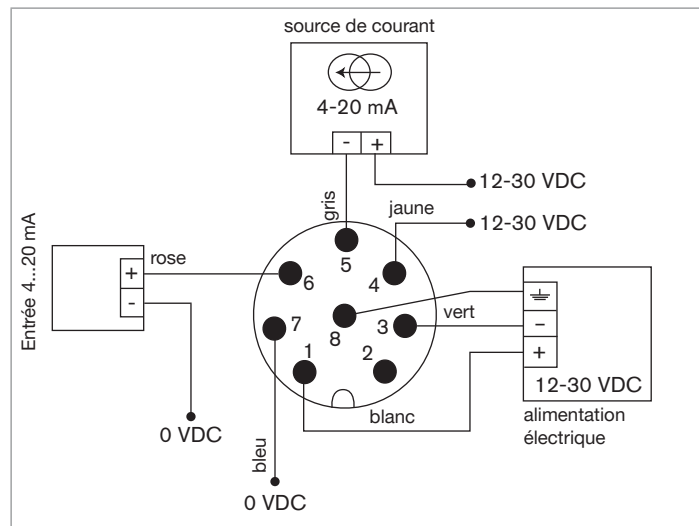 source de courant
4-20 mA
- +
12-30 VDC
gris
jaune
12-30 VDC
Entrée 4...20 mA
rose
+
-
5
6
4
7
8
3
1
2
vert
–
+
12-30 VDC
blanc
alimentation
électrique
0 VDC
bleu
0 VDC